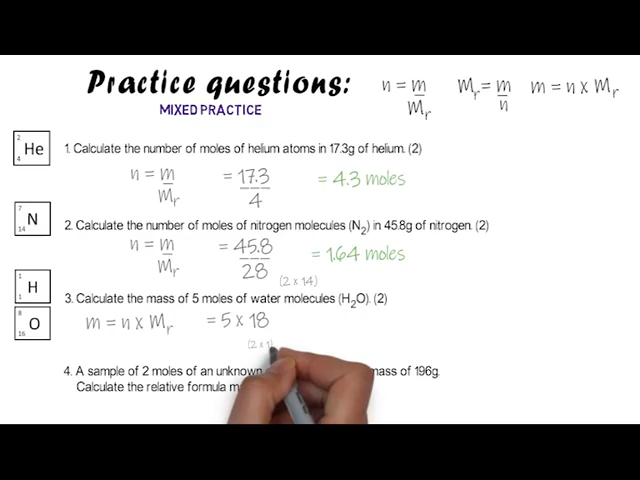 Practice questions:
MIXED PRACTICE
n = m/Mr Mr = m/n m = n x Mr
2 He 4
1. Calculate the number of moles of helium atoms in 17.3g of helium. (2)
n = m/Mr = 17.3/4 = 4.3 moles
7 N 14
2. Calculate the number of moles of nitrogen molecules (N2) in 45.8g of nitrogen. (2)
n = m/Mr = 45.8/28 = 1.64 moles
(2 x 14)
1 H 1
3. Calculate the mass of 5 moles of water molecules (H2O). (2)
8 O 16
m = n x Mr = 5 x 18
(2 x 1)
4. A sample of 2 moles of an unknown mass of 196g.
Calculate the relative formula